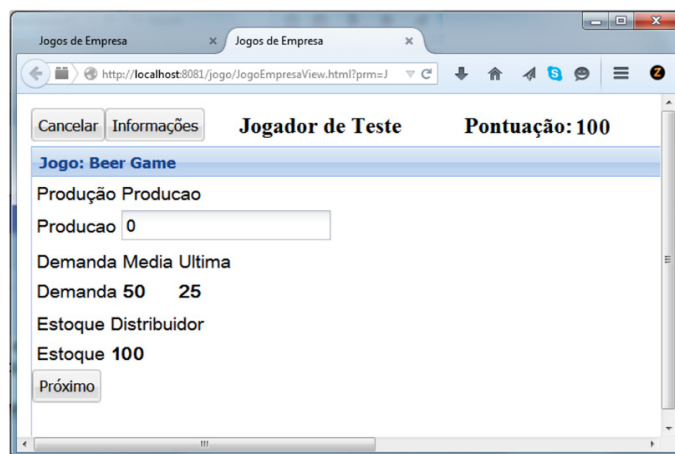 Jogos de Empresa × Jogos de Empresa ×
http://localhost:8081/jogo/JogoEmpresaView.html?prm=J
Cancelar Informações Jogador de Teste Pontuação: 100
Jogo: Beer Game
Produção Producao
Producao 0
Demanda Media Ultima
Demanda 50 25
Estoque Distribuidor
Estoque 100
Próximo